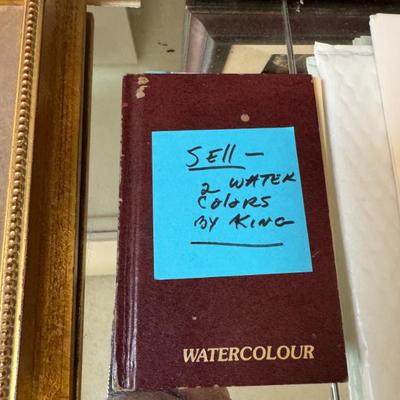 SELL —
2 WATER
COLORS
BY KING
WATERCOLOUR